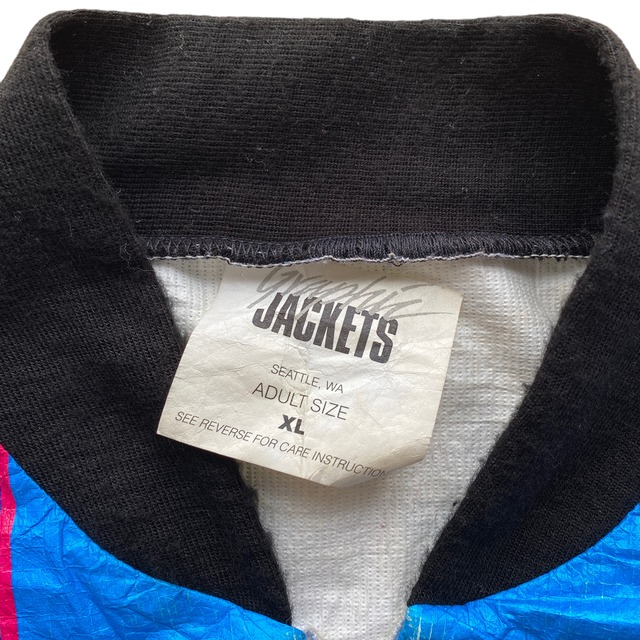 graphic
JACKETS
SEATTLE, WA
ADULT SIZE
XL
SEE REVERSE FOR CARE INSTRUCTION